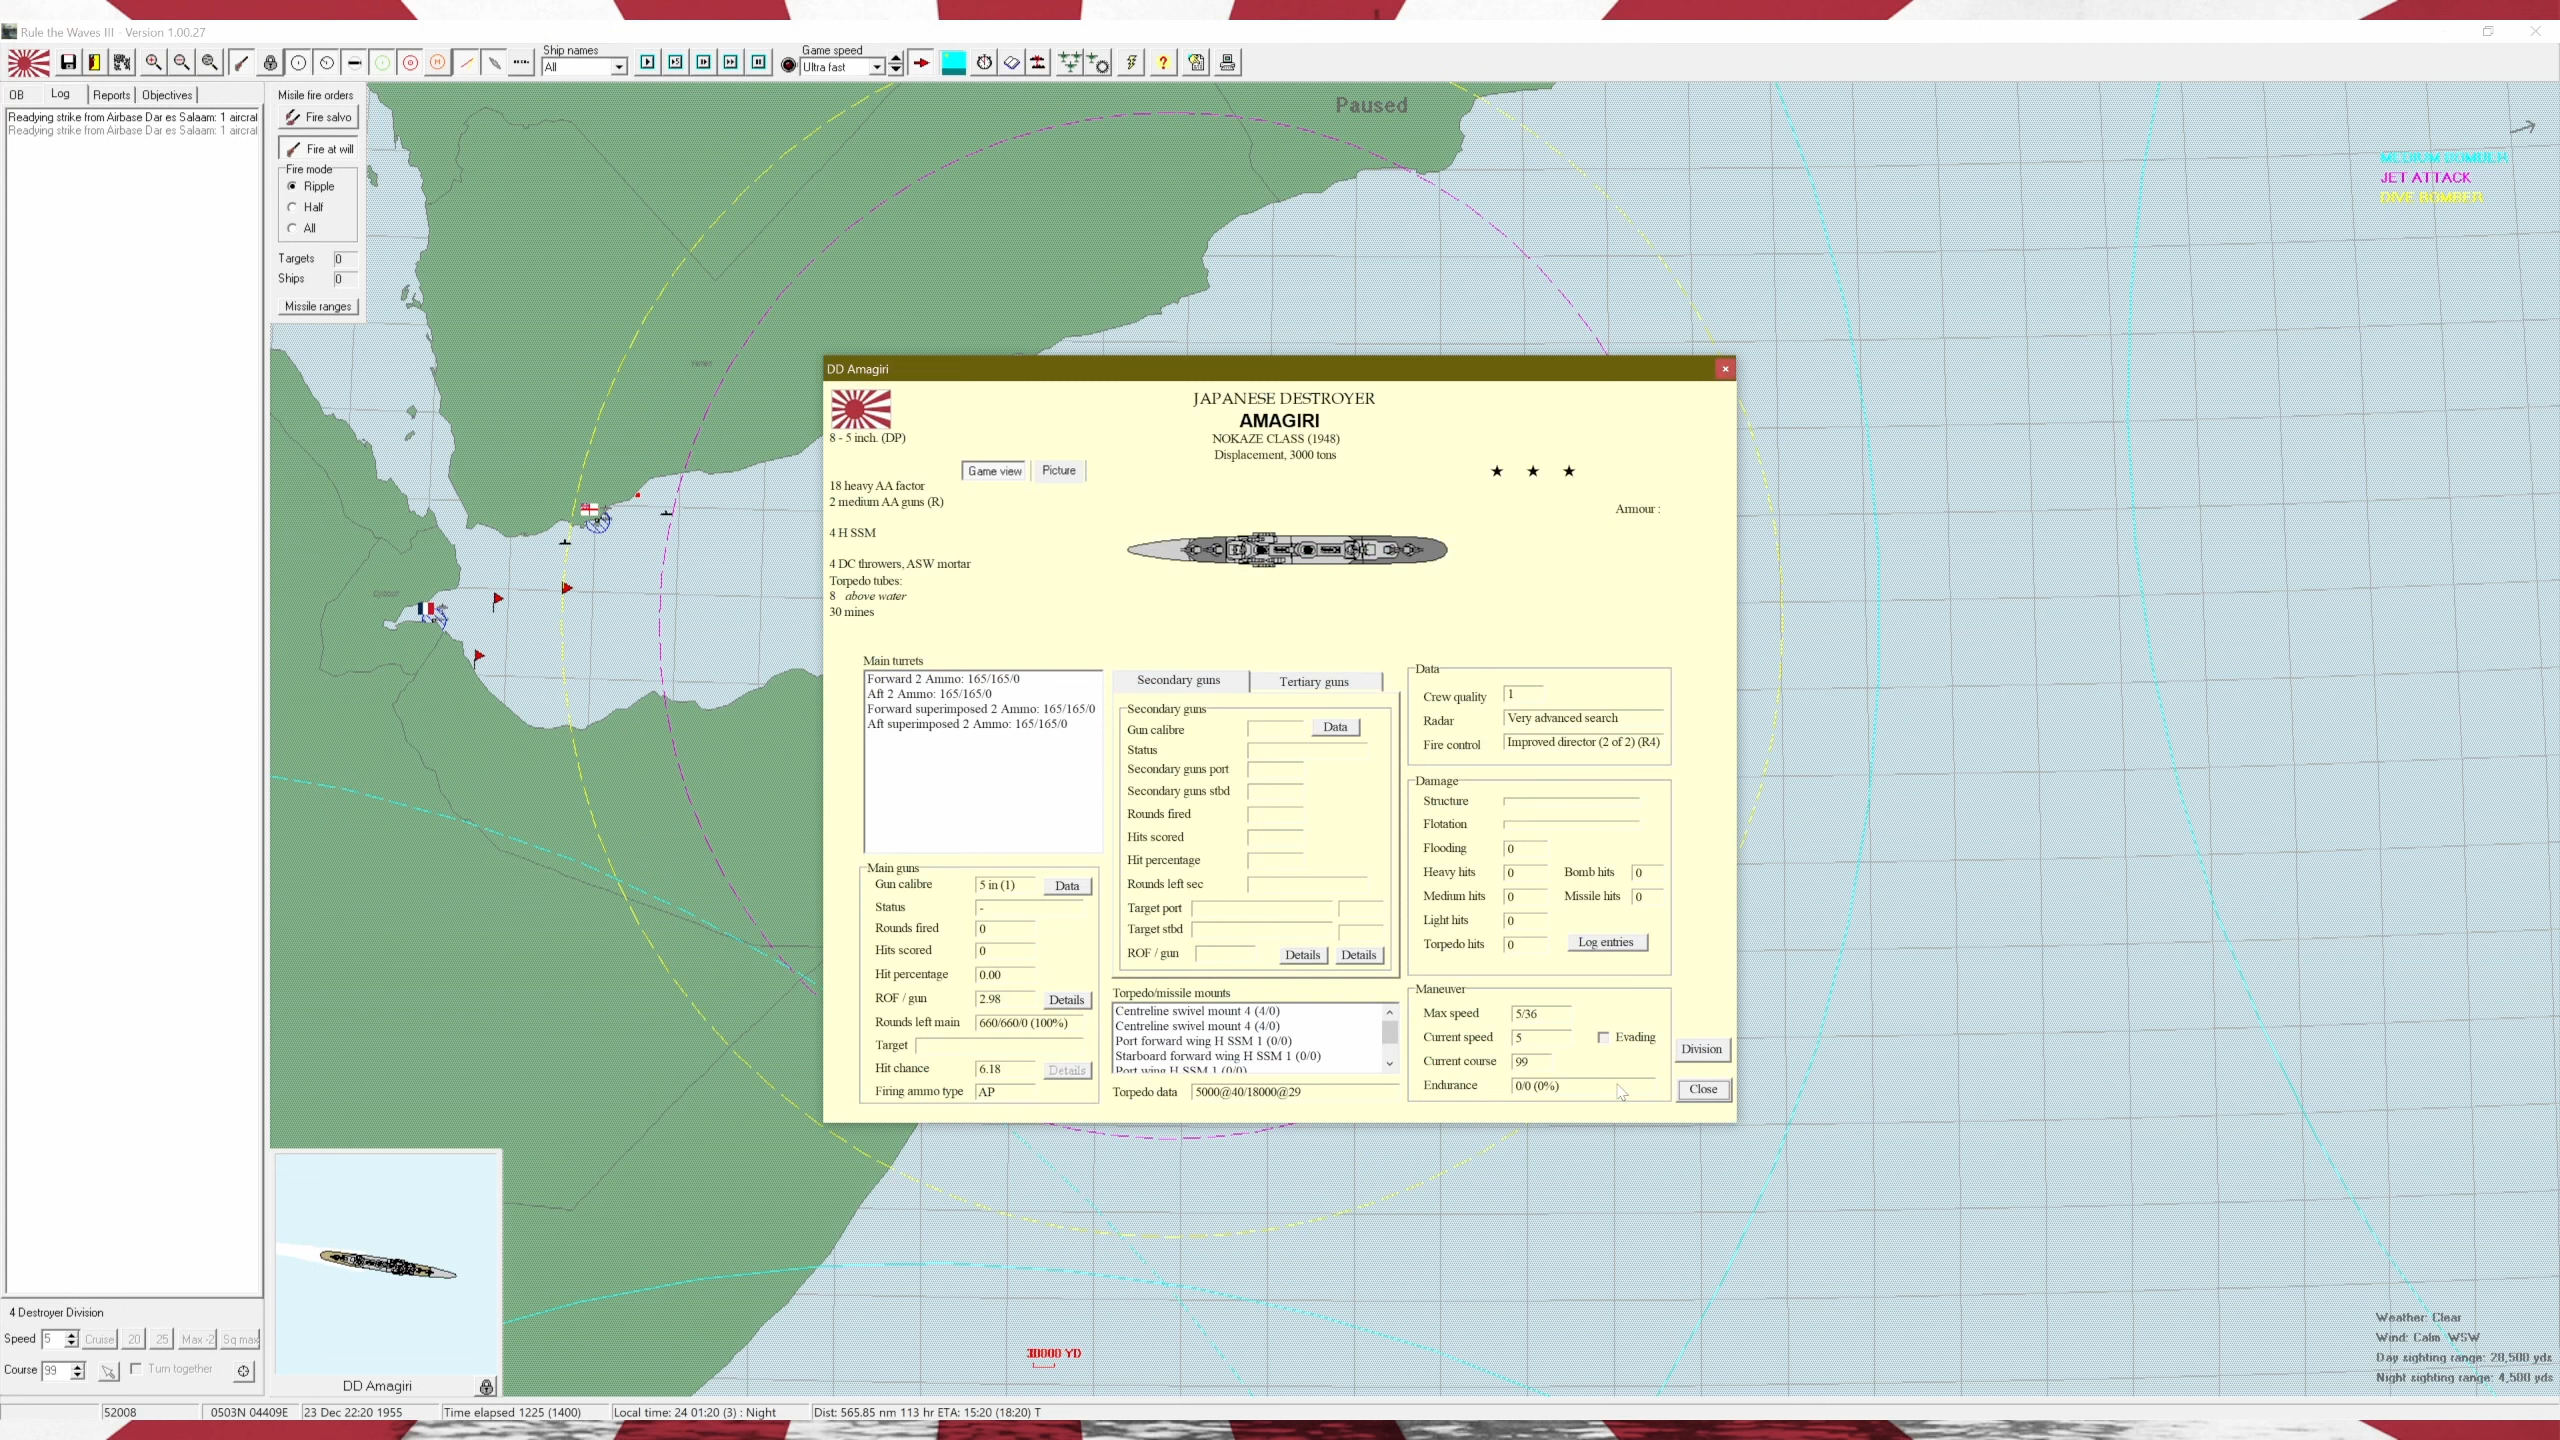 Rule the Waves III - Version 1.00.27
Ship names
All
Game speed
Ultra fast
OB
Log
Reports
Objectives
Readying strike from Airbase Dar es Salaam: 1 aircraf
Readying strike from Airbase Dar es Salaam: 1 aircraf
Misile fire orders
Fire salvo
Fire at will
Fire mode
Ripple
Half
All
Targets 0
Ships 0
Missile ranges
Paused
MEDIUM BOMBER
JET ATTACK
DIVE BOMBER
DD Amagiri
JAPANESE DESTROYER
AMAGIRI
NOKAZE CLASS (1948)
Displacement, 3000 tons
8 - 5 inch. (DP)
Game view
Picture
18 heavy AA factor
2 medium AA guns (R)
4 H SSM
4 DC throwers, ASW mortar
Torpedo tubes:
8 above water
30 mines
Armour :
Main turrets
Forward 2 Ammo: 165/165/0
Aft 2 Ammo: 165/165/0
Forward superimposed 2 Ammo: 165/165/0
Aft superimposed 2 Ammo: 165/165/0
Main guns
Gun calibre 5 in (1) Data
Status -
Rounds fired 0
Hits scored 0
Hit percentage 0.00
ROF / gun 2.98 Details
Rounds left main 660/660/0 (100%)
Target
Hit chance 6.18 Details
Firing ammo type AP
Secondary guns
Tertiary guns
Secondary guns
Gun calibre Data
Status
Secondary guns port
Secondary guns stbd
Rounds fired
Hits scored
Hit percentage
Rounds left sec
Target port
Target stbd
ROF / gun Details Details
Torpedo/missile mounts
Centreline swivel mount 4 (4/0)
Centreline swivel mount 4 (4/0)
Port forward wing H SSM 1 (0/0)
Starboard forward wing H SSM 1 (0/0)
Port wing H SSM 1 (0/0)
Torpedo data 5000@40/18000@29
Data
Crew quality 1
Radar Very advanced search
Fire control Improved director (2 of 2) (R4)
Damage
Structure
Flotation
Flooding 0
Heavy hits 0 Bomb hits 0
Medium hits 0 Missile hits 0
Light hits 0
Torpedo hits 0 Log entries
Maneuver
Max speed 5/36
Current speed 5 Evading
Current course 99
Endurance 0/0 (0%)
Division
Close
4 Destroyer Division
Speed 5 Cruise 20 25 Max -2 Sq max
Course 99 Turn together
DD Amagiri
30000 YD
Weather: Clear
Wind: Calm WSW
Day sighting range: 28,500 yds
Night sighting range: 4,500 yds
52008
0503N 04409E
23 Dec 22:20 1955
Time elapsed 1225 (1400)
Local time: 24 01:20 (3) : Night
Dist: 565.85 nm 113 hr ETA: 15:20 (18:20) T